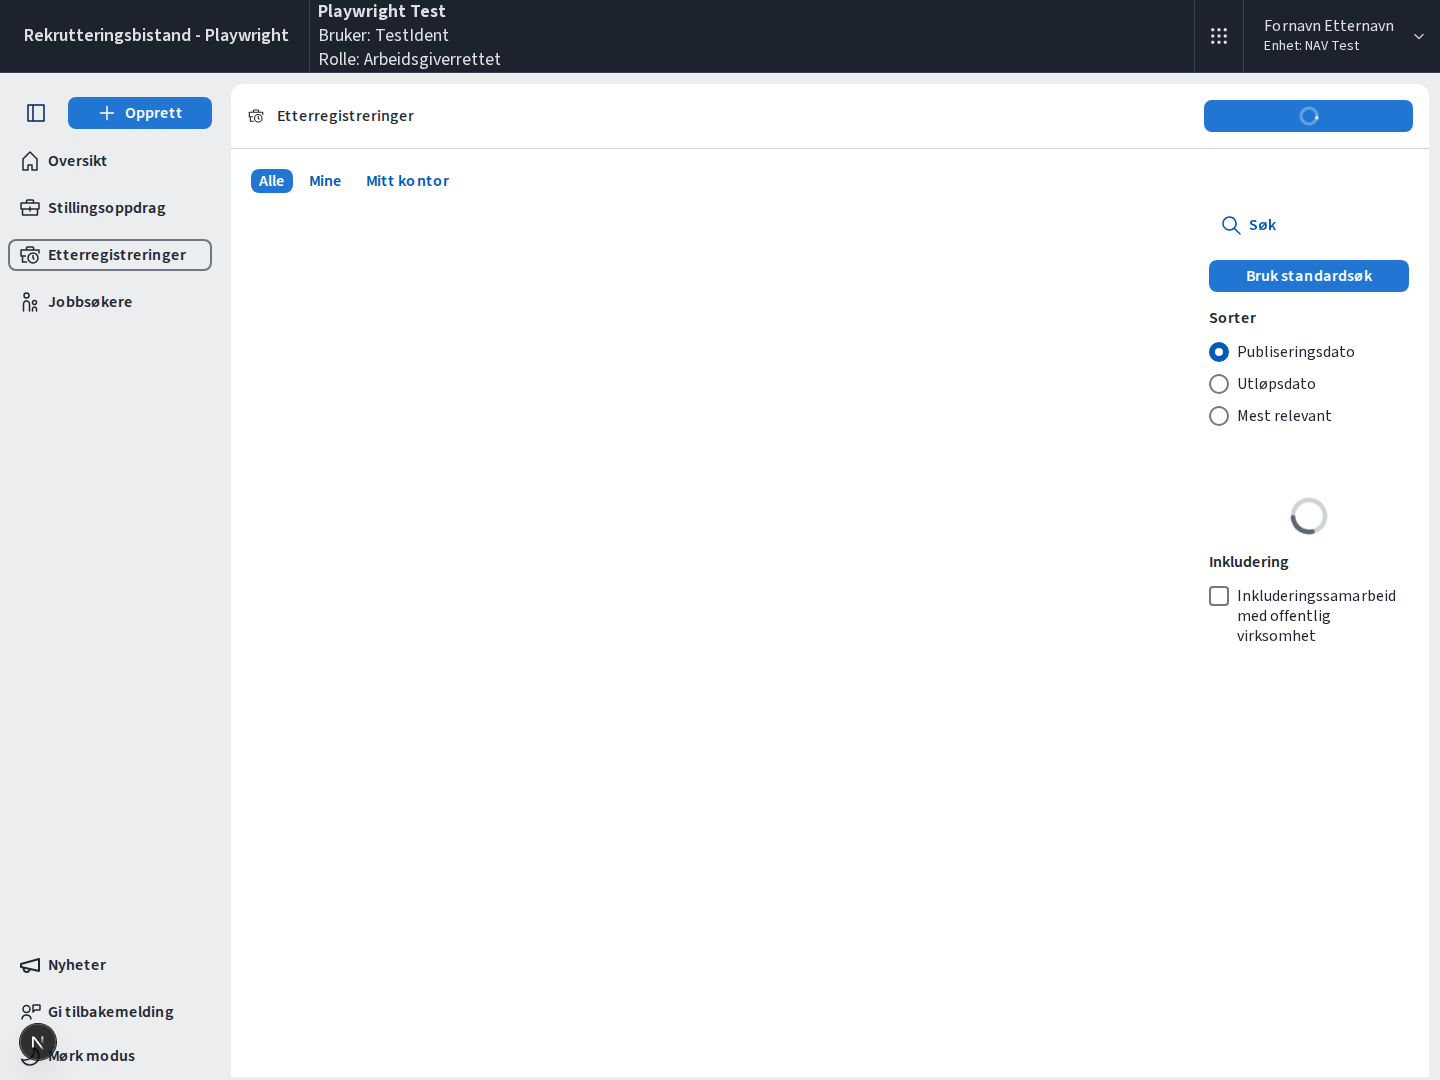 Rekrutteringsbistand - Playwright
Playwright Test
Bruker: TestIdent
Rolle: Arbeidsgiverrettet
Fornavn Etternavn
Enhet: NAV Test
Opprett
Oversikt
Stillingsoppdrag
Etterregistreringer
Jobbsøkere
Nyheter
Gi tilbakemelding
Mørk modus
N
Etterregistreringer
Alle
Mine
Mitt kontor
Søk
Bruk standardsøk
Sorter
Publiseringsdato
Utløpsdato
Mest relevant
Inkludering
Inkluderingssamarbeid
med offentlig
virksomhet